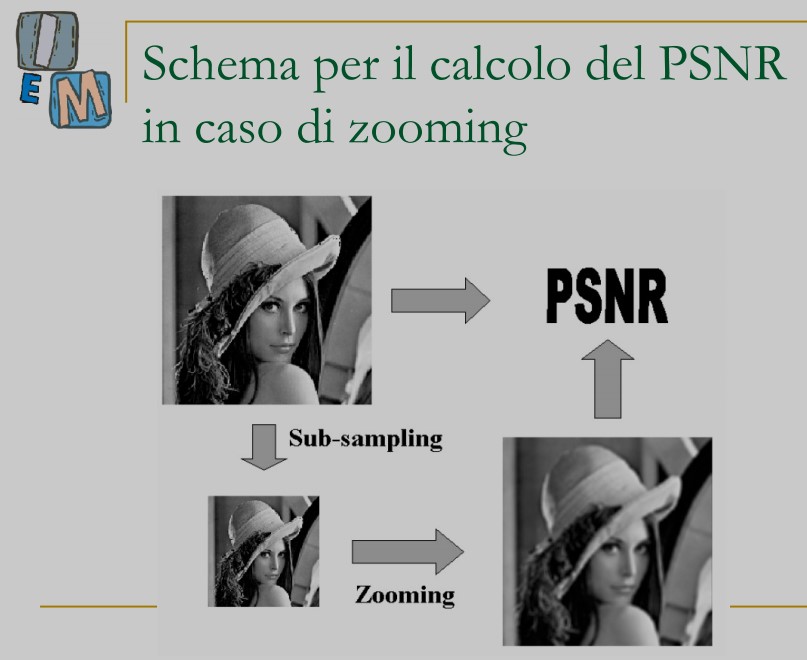 I
E M
Schema per il calcolo del PSNR
in caso di zooming
PSNR
Sub-sampling
Zooming